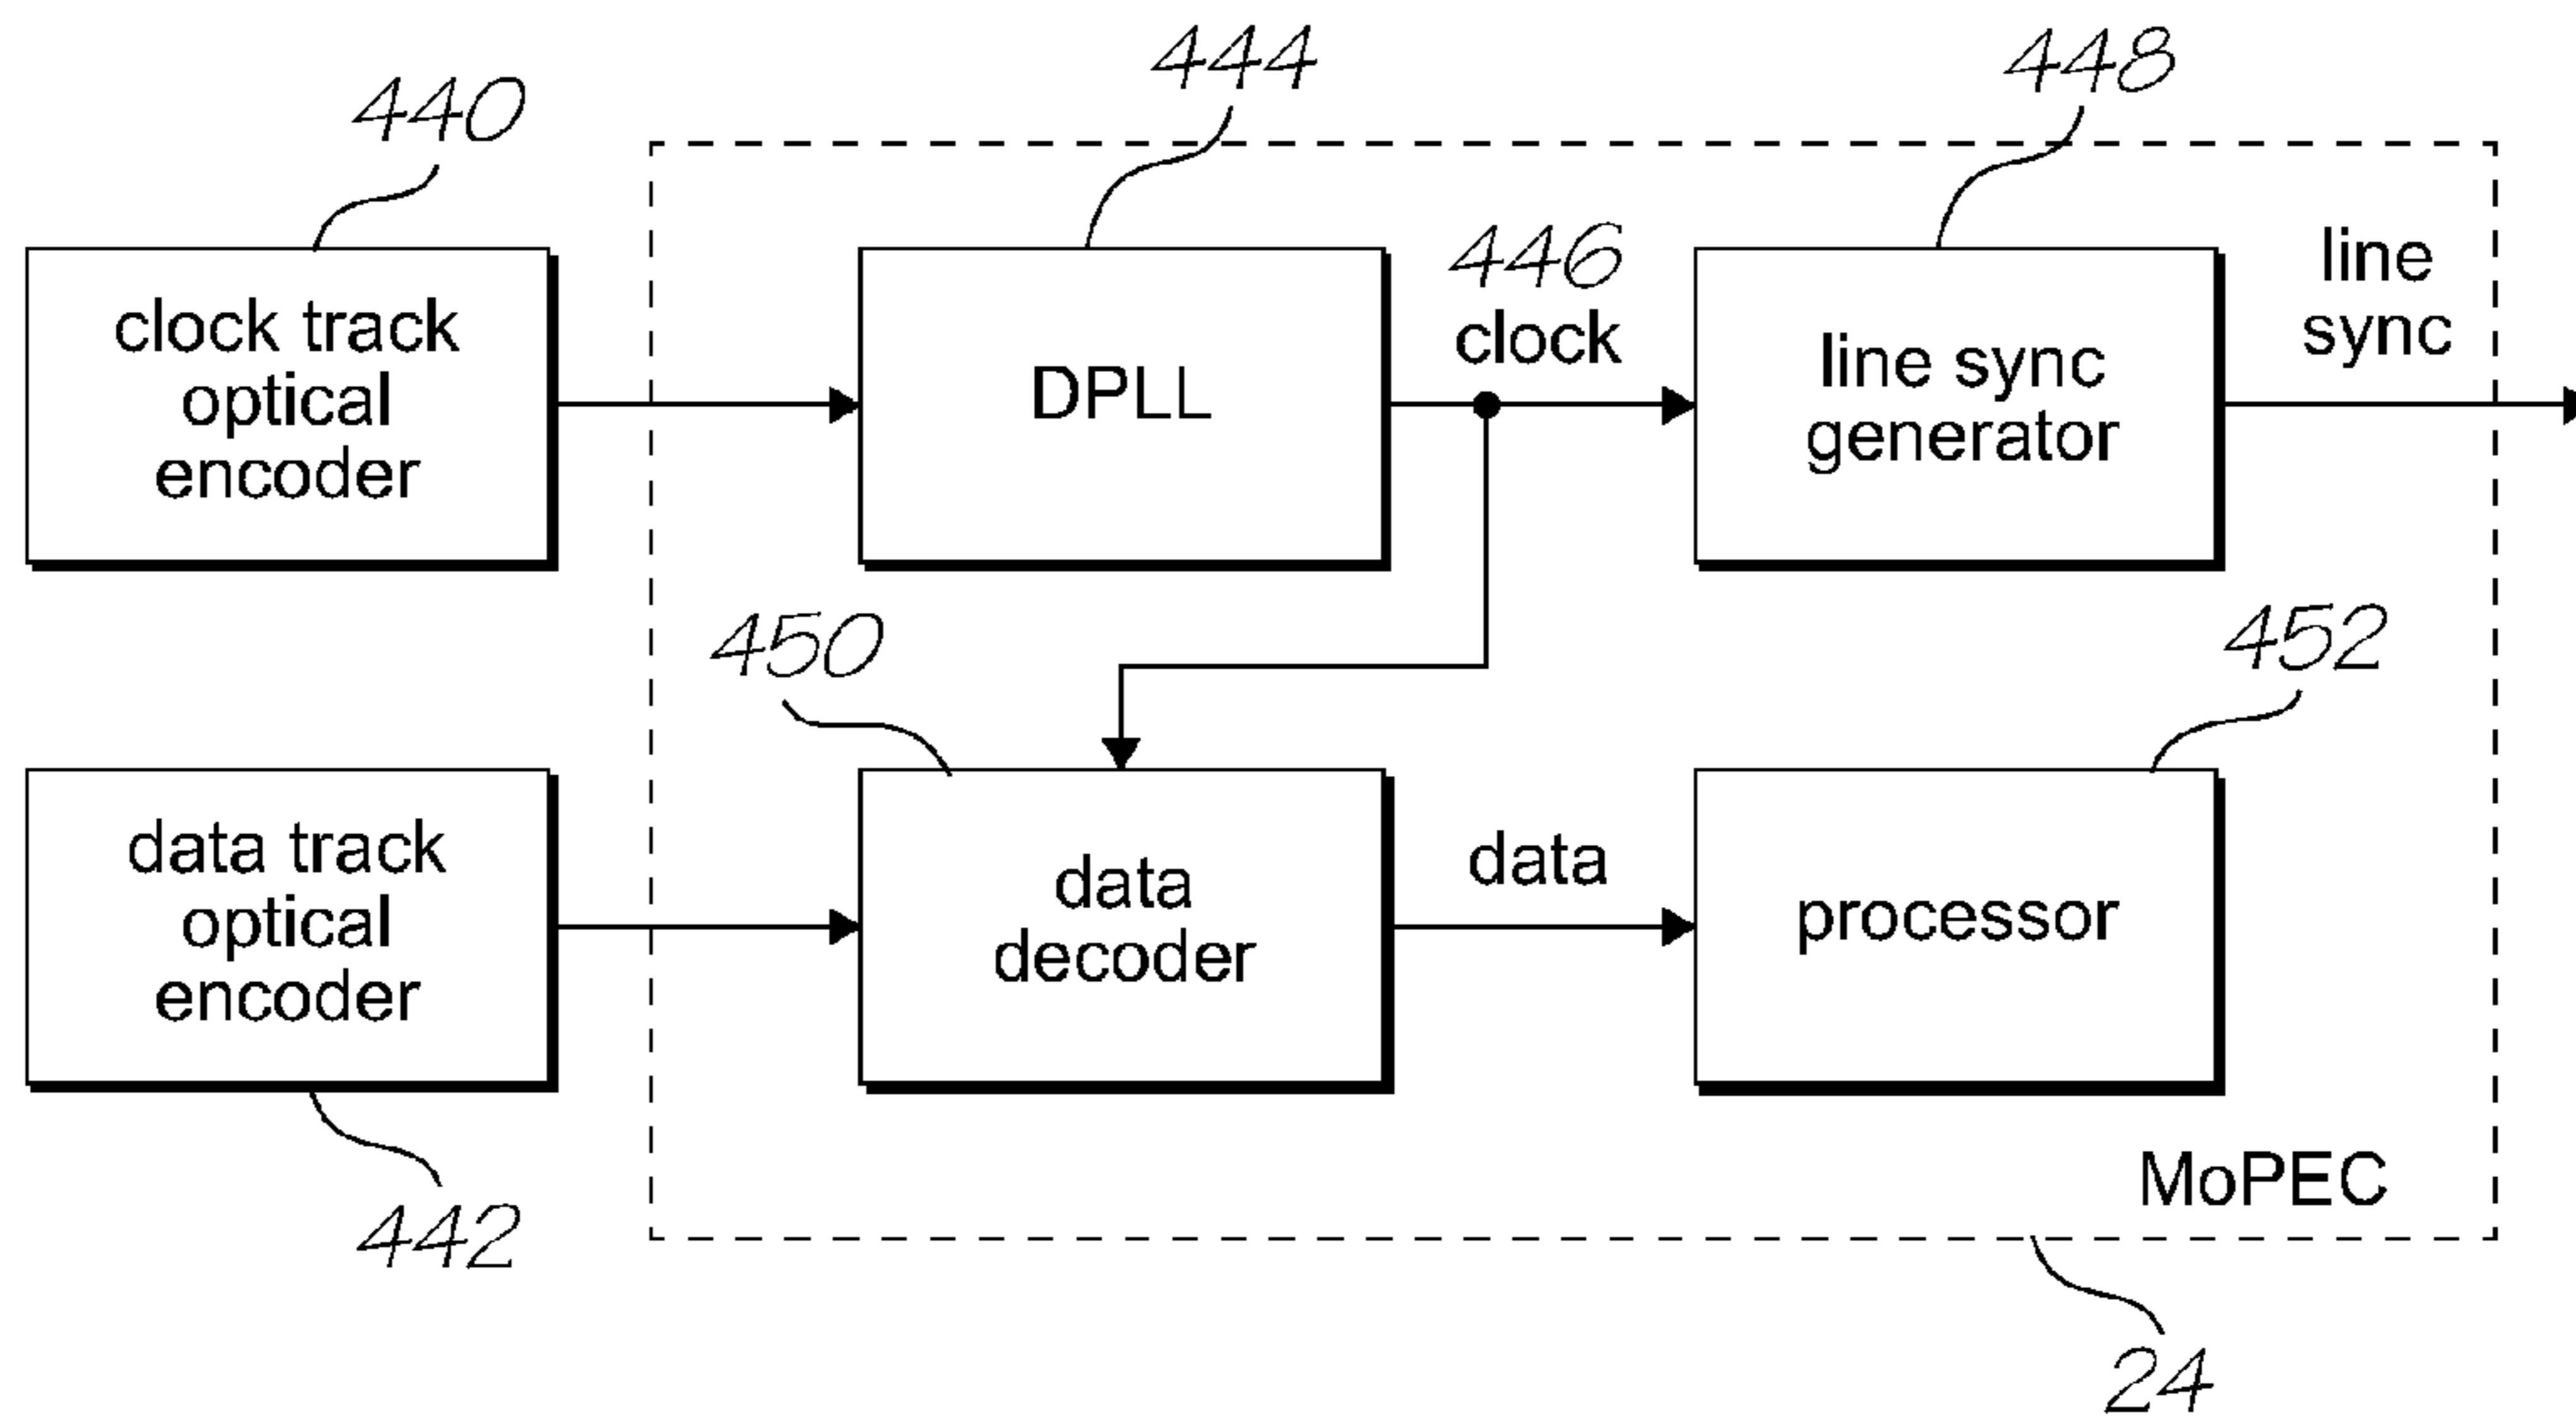 444
448
440
446
line
sync
clock track
optical
encoder
DPLL
clock
line sync
generator
450
452
data track
optical
encoder
data
decoder
data
processor
MoPEC
442
24